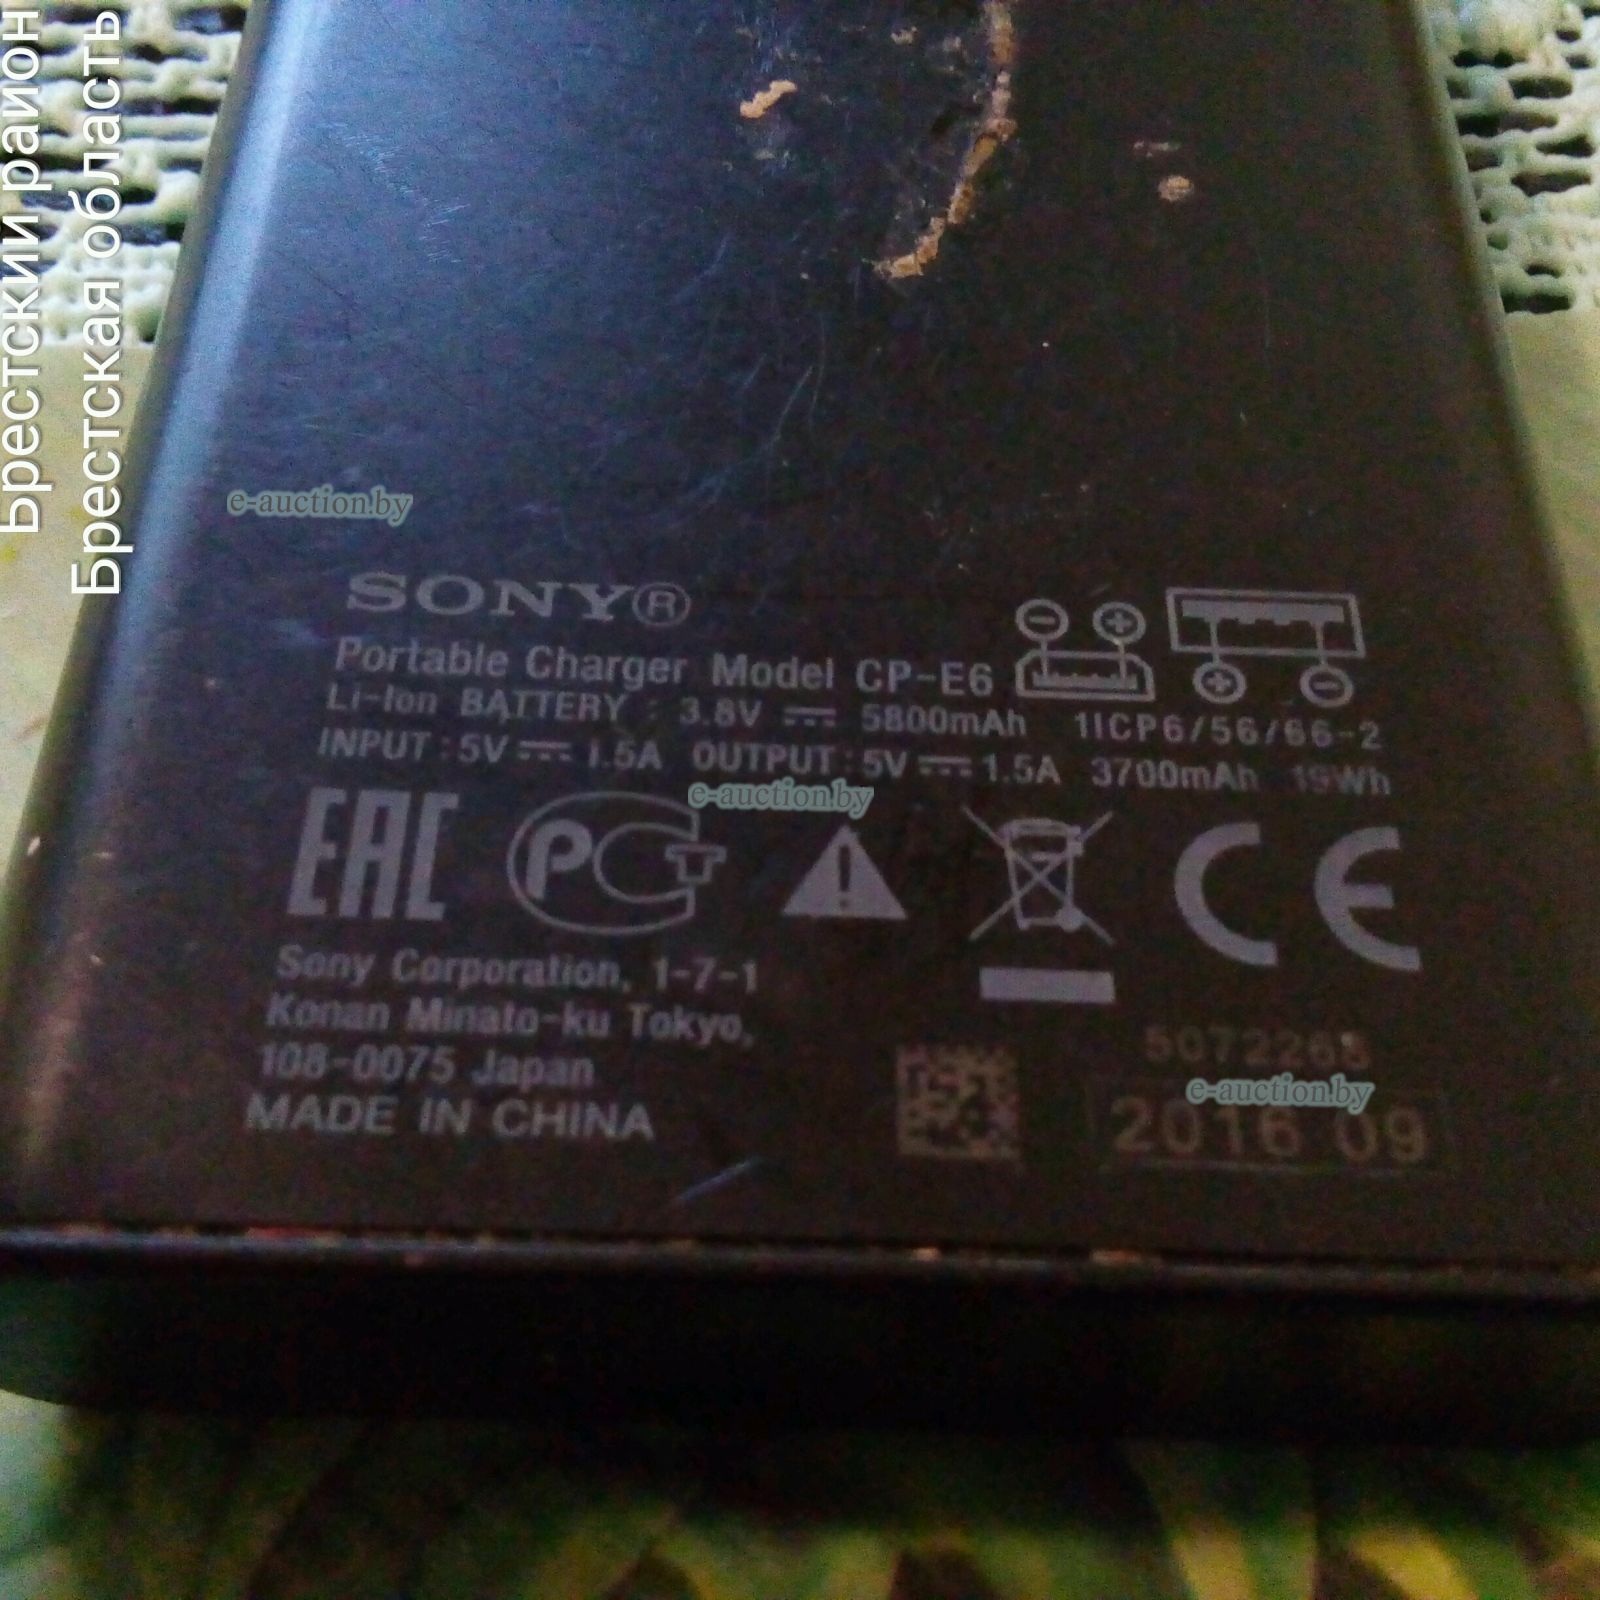 Брестский район
Брестская область
e-auction.by
SONY®
Portable Charger Model CP-E6
Li-Ion BATTERY : 3.8V 5800mAh 1ICP6/56/66-2
INPUT : 5V 1.5A OUTPUT : 5V 1.5A 3700mAh 19Wh
e-auction.by
EAC PCT CE
Sony Corporation, 1-7-1
Konan Minato-ku Tokyo,
108-0075 Japan
MADE IN CHINA
5072268
e-auction.by
2016 09